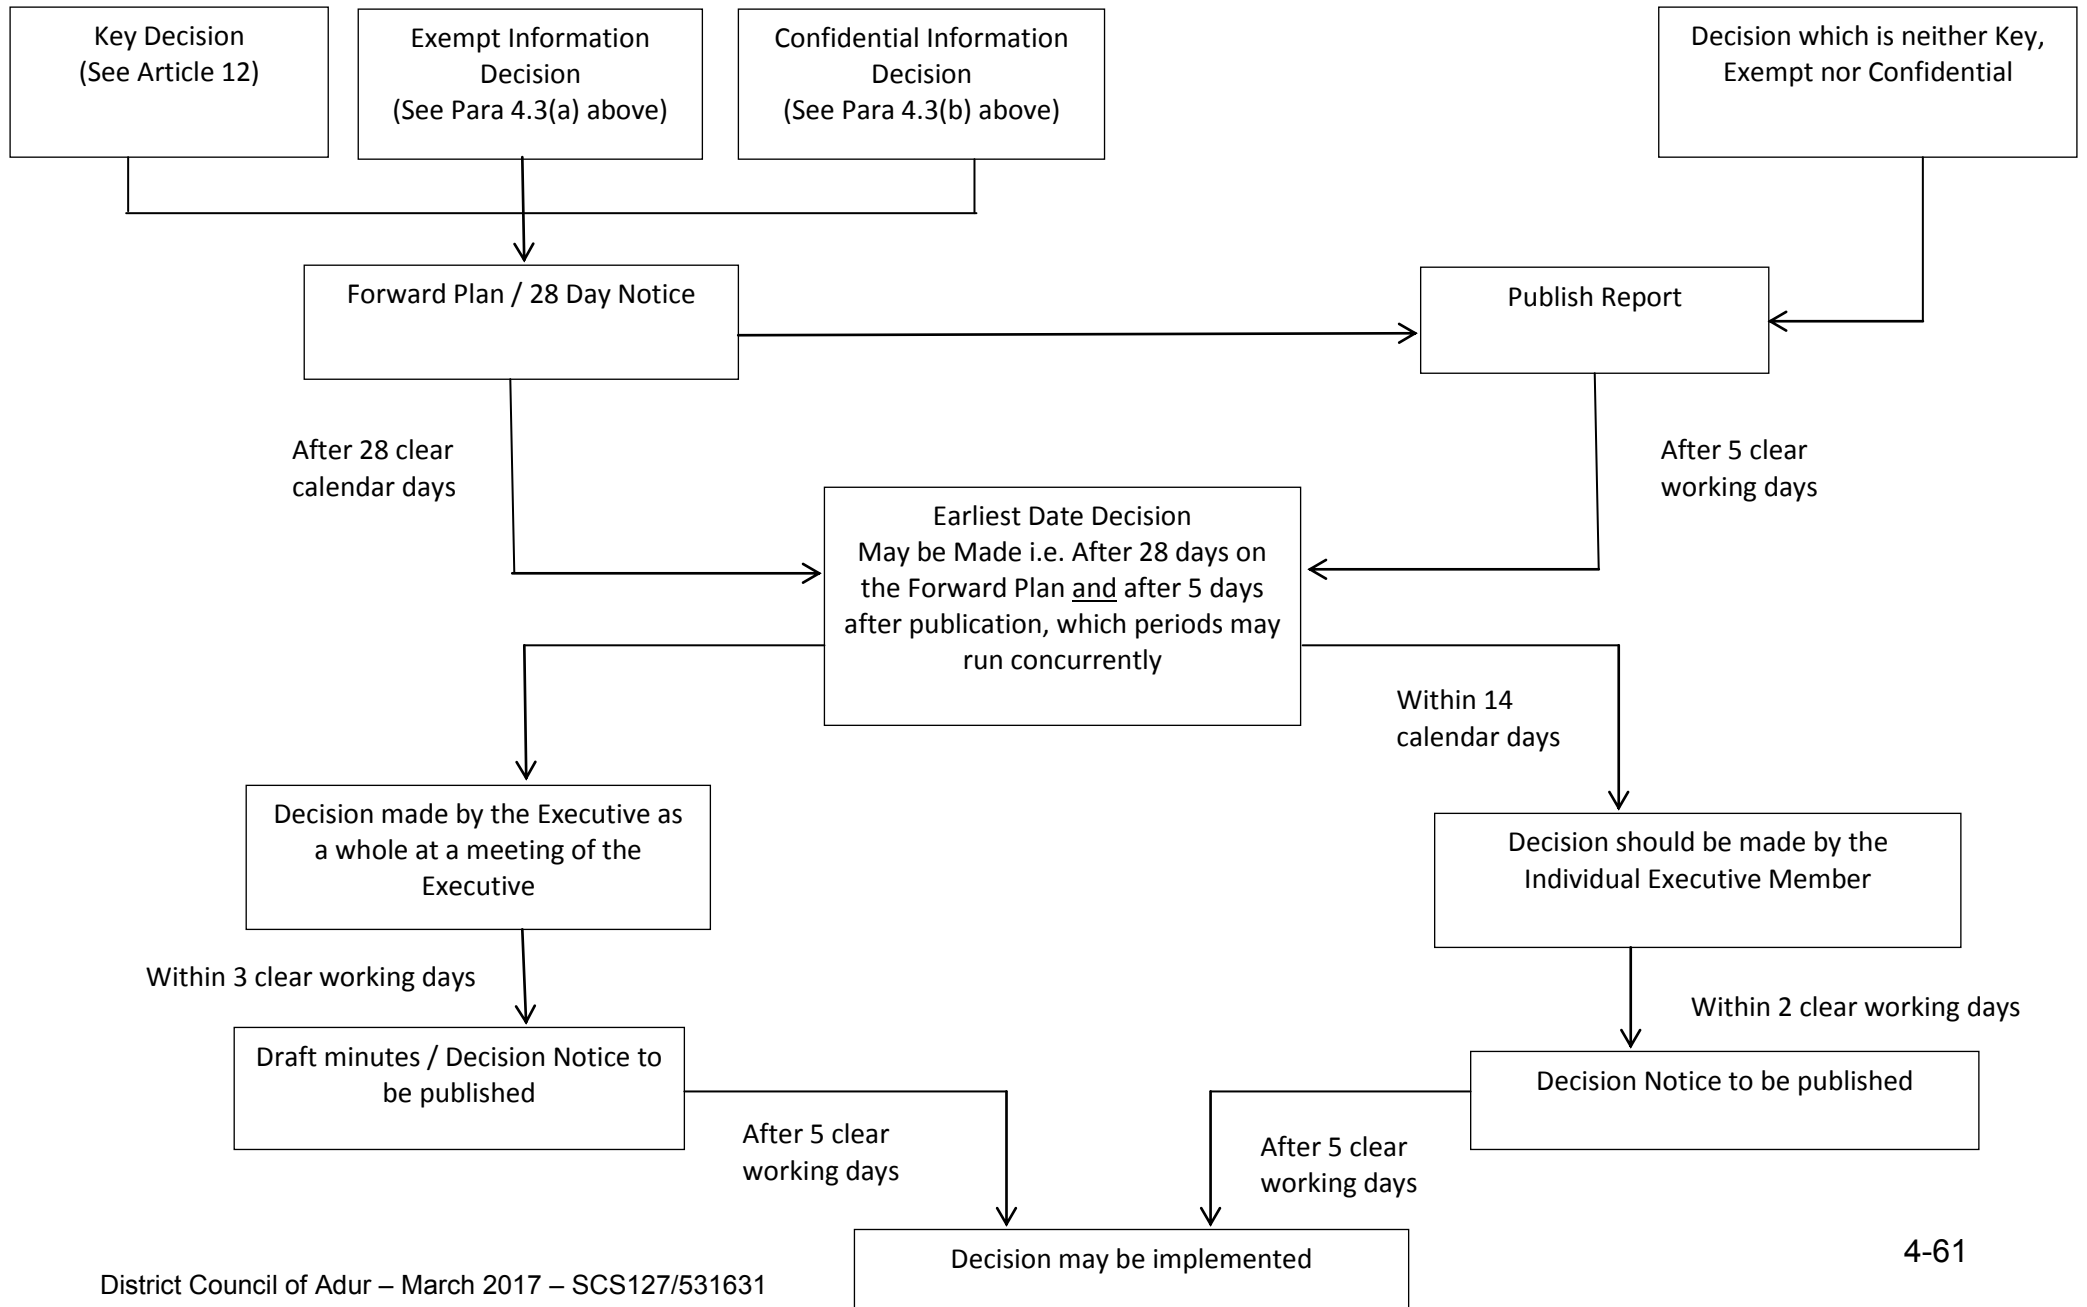 Key Decision
(See Article 12)
Exempt Information
Decision
(See Para 4.3(a) above)
Confidential Information
Decision
(See Para 4.3(b) above)
Decision which is neither Key,
Exempt nor Confidential
Forward Plan / 28 Day Notice
Publish Report
After 28 clear
calendar days
After 5 clear
working days
Earliest Date Decision
May be Made i.e. After 28 days on
the Forward Plan and after 5 days
after publication, which periods may
run concurrently
Within 14
calendar days
Decision made by the Executive as
a whole at a meeting of the
Executive
Decision should be made by the
Individual Executive Member
Within 3 clear working days
Within 2 clear working days
Draft minutes / Decision Notice to
be published
Decision Notice to be published
After 5 clear
working days
After 5 clear
working days
Decision may be implemented
4-61
District Council of Adur – March 2017 – SCS127/531631